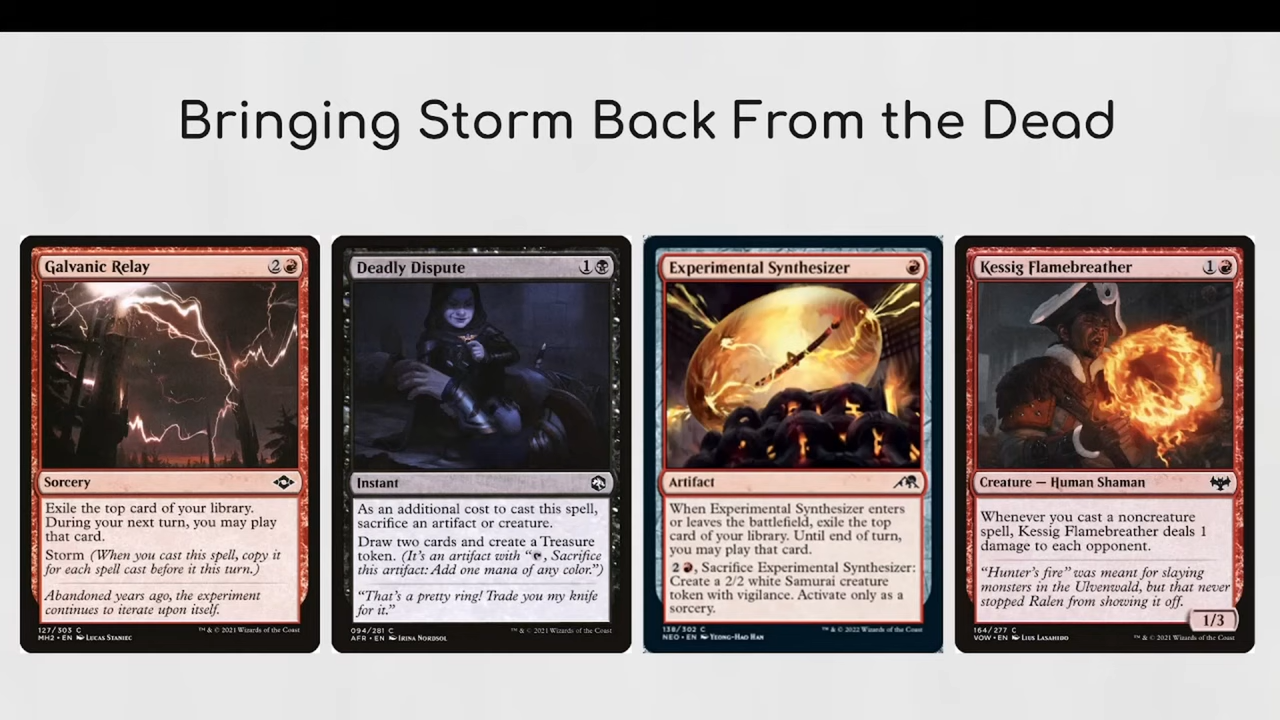 Bringing Storm Back From the Dead
Galvanic Relay 2
Sorcery
Exile the top card of your library.
During your next turn, you may play
that card.
Storm (When you cast this spell, copy it
for each spell cast before it this turn.)
Abandoned years ago, the experiment
continues to iterate upon itself.
127/303 C
MH2 • EN Lucas Staniec
™ & © 2021 Wizards of the Coast
Deadly Dispute 1
Instant
As an additional cost to cast this spell,
sacrifice an artifact or creature.
Draw two cards and create a Treasure
token. (It's an artifact with “, Sacrifice
this artifact: Add one mana of any color.”)
“That's a pretty ring! Trade you my knife
for it.”
094/281 C
AFR • EN Irina Nordsol
™ & © 2021 Wizards of the Coast
Experimental Synthesizer
Artifact
When Experimental Synthesizer enters
or leaves the battlefield, exile the top
card of your library. Until end of turn,
you may play that card.
2, Sacrifice Experimental Synthesizer:
Create a 2/2 white Samurai creature
token with vigilance. Activate only as a
sorcery.
138/302 C
NEO • EN Yeong-Hao Han
™ & © 2022 Wizards of the Coast
Kessig Flamebreather 1
Creature — Human Shaman
Whenever you cast a noncreature
spell, Kessig Flamebreather deals 1
damage to each opponent.
“Hunter's fire” was meant for slaying
monsters in the Ulvenwald, but that never
stopped Ralen from showing it off.
1/3
164/277 C
VOW • EN Lius Lasahido
™ & © 2021 Wizards of the Coast